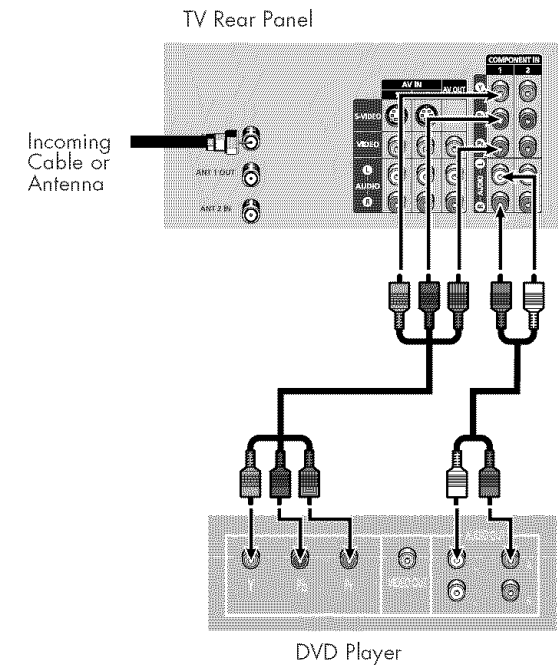 TV Rear Panel
COMPONENT IN
1 2
AV IN
AV OUT
S-VIDEO
VIDEO
L
AUDIO
R
AUDIO
R
Incoming
Cable or
Antenna
ANT 1 OUT
ANT 2 IN
DVD Player